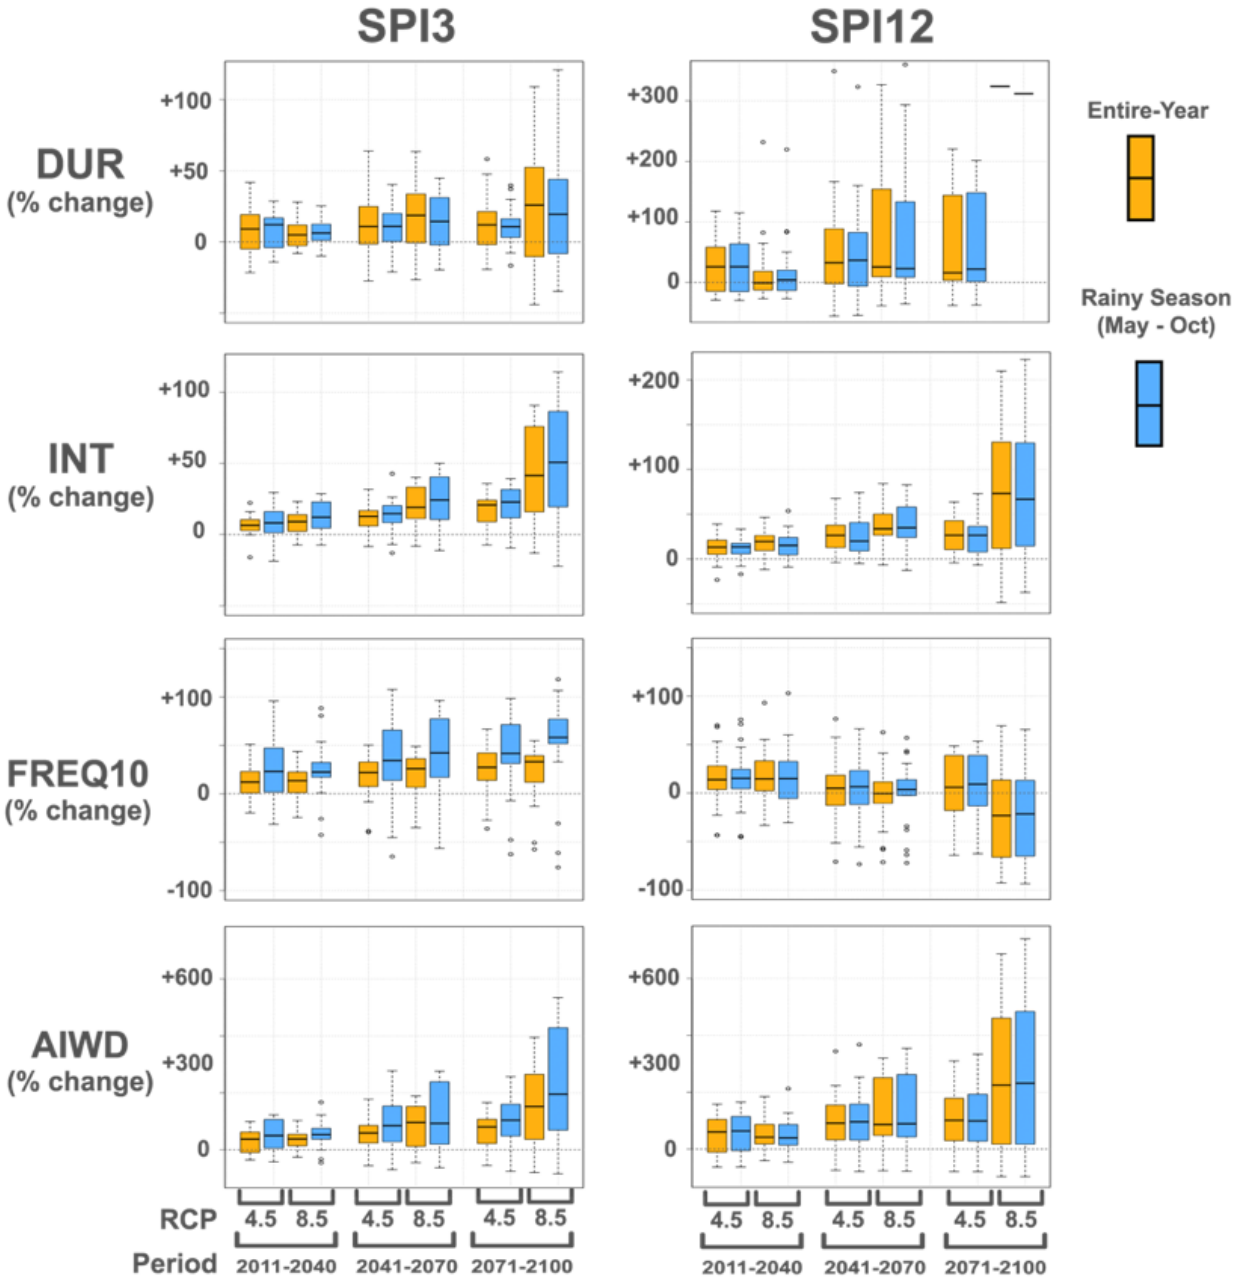 SPI3 SPI12
+100
+50
0
DUR
(% change)
+300
+200
+100
0
Entire-Year
Rainy Season
(May - Oct)
+100
+50
0
INT
(% change)
+200
+100
0
+100
0
-100
FREQ10
(% change)
+100
0
-100
+600
+300
0
AIWD
(% change)
+600
+300
0
RCP 4.5 8.5 4.5 8.5 4.5 8.5 4.5 8.5 4.5 8.5 4.5 8.5
Period 2011-2040 2041-2070 2071-2100 2011-2040 2041-2070 2071-2100